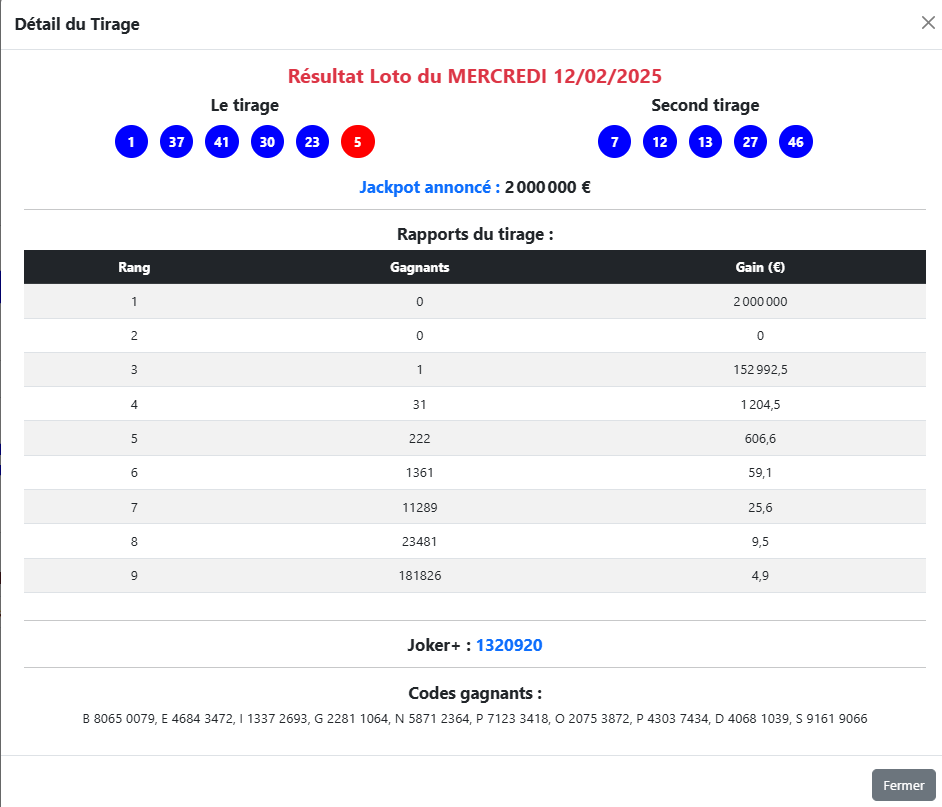 Détail du Tirage
Résultat Loto du MERCREDI 12/02/2025
Le tirage
Second tirage
1 37 41 30 23 5
7 12 13 27 46
Jackpot annoncé : 2 000 000 €
Rapports du tirage :
Rang Gagnants Gain (€)
1 0 2 000 000
2 0 0
3 1 152 992,5
4 31 1 204,5
5 222 606,6
6 1361 59,1
7 11289 25,6
8 23481 9,5
9 181826 4,9
Joker+ : 1320920
Codes gagnants :
B 8065 0079, E 4684 3472, I 1337 2693, G 2281 1064, N 5871 2364, P 7123 3418, O 2075 3872, P 4303 7434, D 4068 1039, S 9161 9066
Fermer